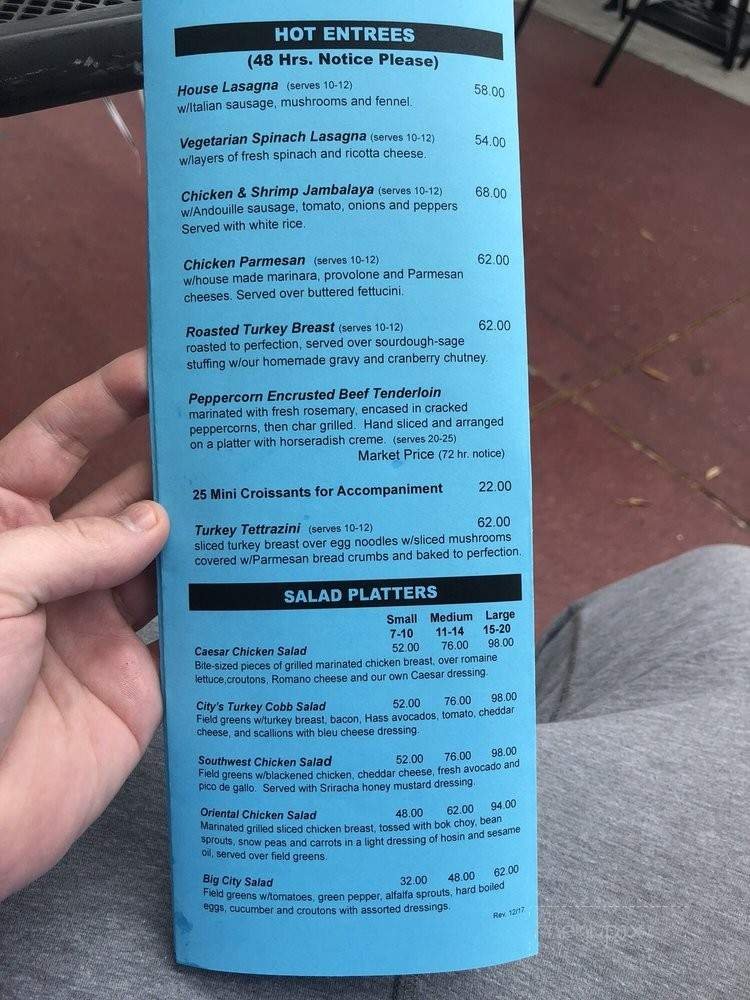 HOT ENTREES
(48 Hrs. Notice Please)
House Lasagna (serves 10-12) 58.00
w/Italian sausage, mushrooms and fennel.
Vegetarian Spinach Lasagna (serves 10-12) 54.00
w/layers of fresh spinach and ricotta cheese.
Chicken & Shrimp Jambalaya (serves 10-12) 68.00
w/Andouille sausage, tomato, onions and peppers
Served with white rice.
Chicken Parmesan (serves 10-12) 62.00
w/house made marinara, provolone and Parmesan
cheeses. Served over buttered fettucini.
Roasted Turkey Breast (serves 10-12) 62.00
roasted to perfection, served over sourdough-sage
stuffing w/our homemade gravy and cranberry chutney.
Peppercorn Encrusted Beef Tenderloin
marinated with fresh rosemary, encased in cracked
peppercorns, then char grilled. Hand sliced and arranged
on a platter with horseradish creme. (serves 20-25)
Market Price (72 hr. notice)
25 Mini Croissants for Accompaniment 22.00
Turkey Tettrazini (serves 10-12) 62.00
sliced turkey breast over egg noodles w/sliced mushrooms
covered w/Parmesan bread crumbs and baked to perfection.
SALAD PLATTERS
Small Medium Large
7-10 11-14 15-20
Caesar Chicken Salad 52.00 76.00 98.00
Bite-sized pieces of grilled marinated chicken breast, over romaine
lettuce,croutons, Romano cheese and our own Caesar dressing.
City's Turkey Cobb Salad 52.00 76.00 98.00
Field greens w/turkey breast, bacon, Hass avocados, tomato, cheddar
cheese, and scallions with bleu cheese dressing.
Southwest Chicken Salad 52.00 76.00 98.00
Field greens w/blackened chicken, cheddar cheese, fresh avocado and
pico de gallo. Served with Sriracha honey mustard dressing.
Oriental Chicken Salad 48.00 62.00 94.00
Marinated grilled sliced chicken breast, tossed with bok choy, bean
sprouts, snow peas and carrots in a light dressing of hosin and sesame
oil, served over field greens.
Big City Salad 32.00 48.00 62.00
Field greens w/tomatoes, green pepper, alfalfa sprouts, hard boiled
eggs, cucumber and croutons with assorted dressings.
Rev. 12/17